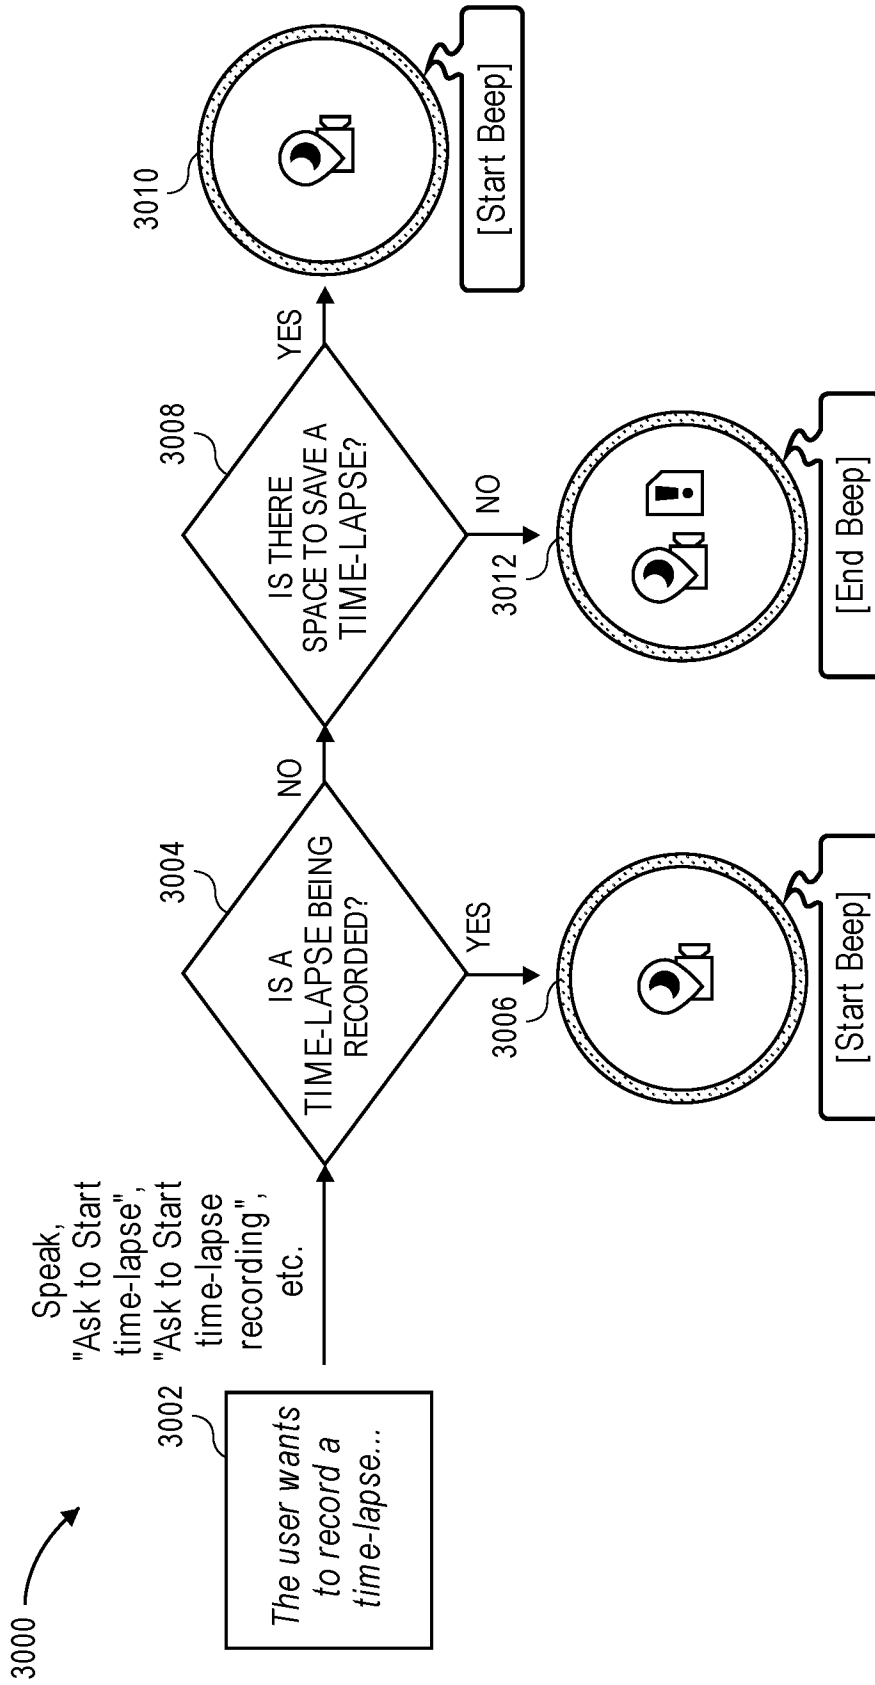 3000
3002
The user wants
to record a
time-lapse...
Speak,
"Ask to Start
time-lapse",
"Ask to Start
time-lapse
recording",
etc.
3004
IS A
TIME-LAPSE BEING
RECORDED?
YES
3006
[Start Beep]
NO
3008
IS THERE
SPACE TO SAVE A
TIME-LAPSE?
NO
3012
[End Beep]
YES
3010
[Start Beep]